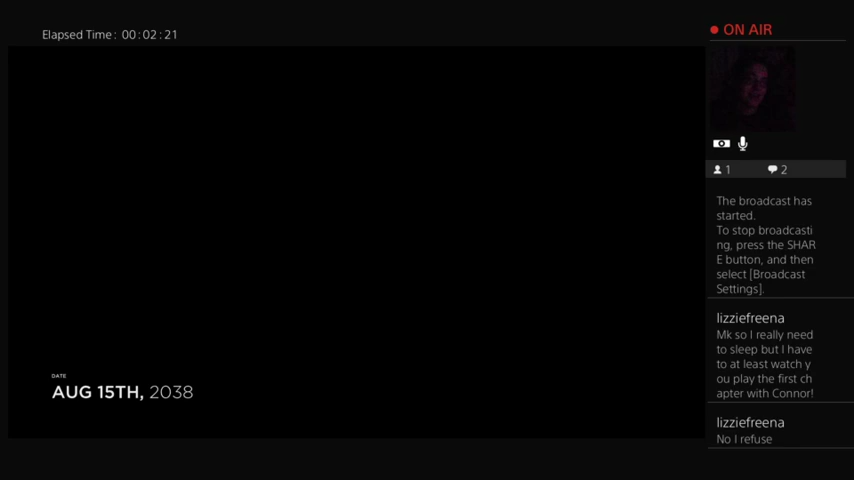 Elapsed Time: 00:02:21
ON AIR
1
2
The broadcast has
started.
To stop broadcasti
ng, press the SHAR
E button, and then
select [Broadcast
Settings].
lizziefreena
Mk so I really need
to sleep but I have
to at least watch y
ou play the first ch
apter with Connor!
lizziefreena
No I refuse
DATE
AUG 15TH, 2038